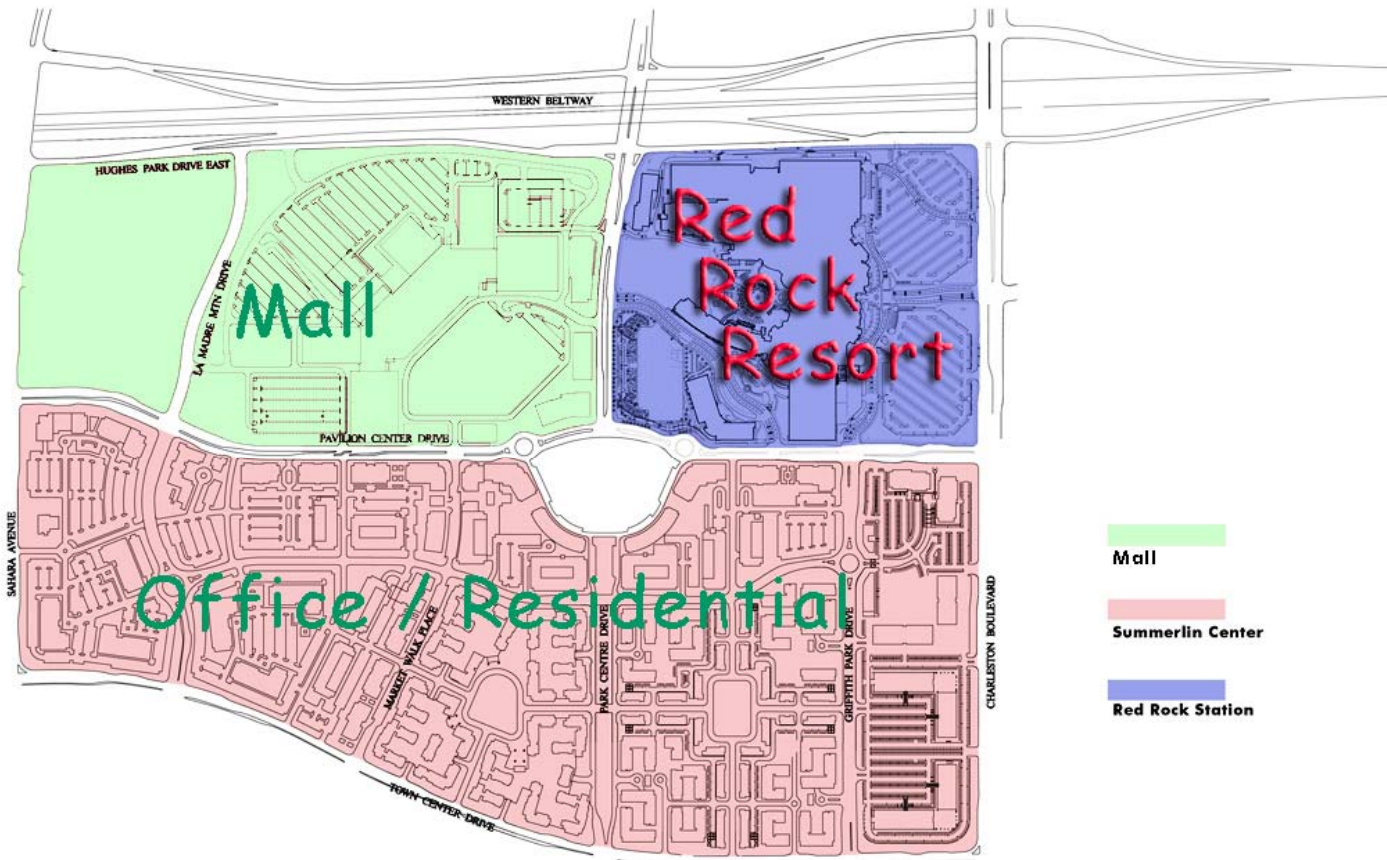 WESTERN BELTWAY
HUGHES PARK DRIVE EAST
LA MADRE MTN DRIVE
Mall
Red
Rock
Resort
PAVILION CENTER DRIVE
SAHARA AVENUE
Office / Residential
MARKET WALK PLACE
PARK CENTRE DRIVE
GRIFFITH PARK DRIVE
CHARLESTON BOULEVARD
TOWN CENTER DRIVE
Mall
Summerlin Center
Red Rock Station